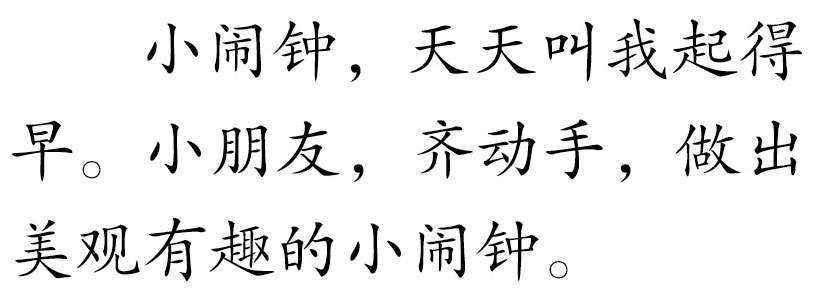 小闹钟，天天叫我起得
早。小朋友，齐动手，做出
美观有趣的小闹钟。